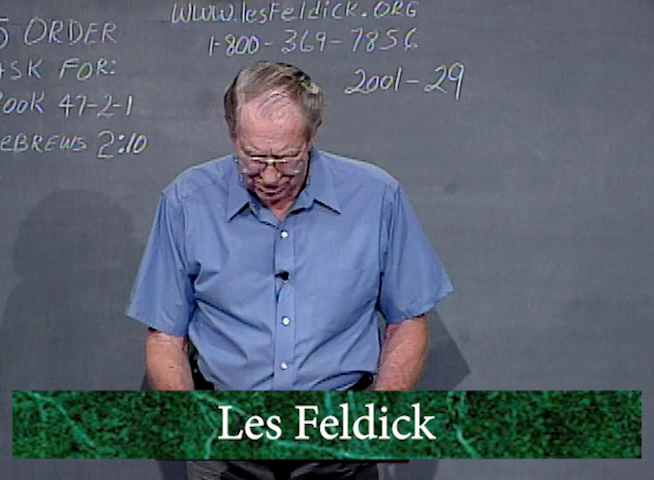 WWW.lesFeldick.ORG
ORDER
1-800-369-7856
ASK FOR:
2001-29
BOOK 47-2-1
HEBREWS 2:10
Les Feldick